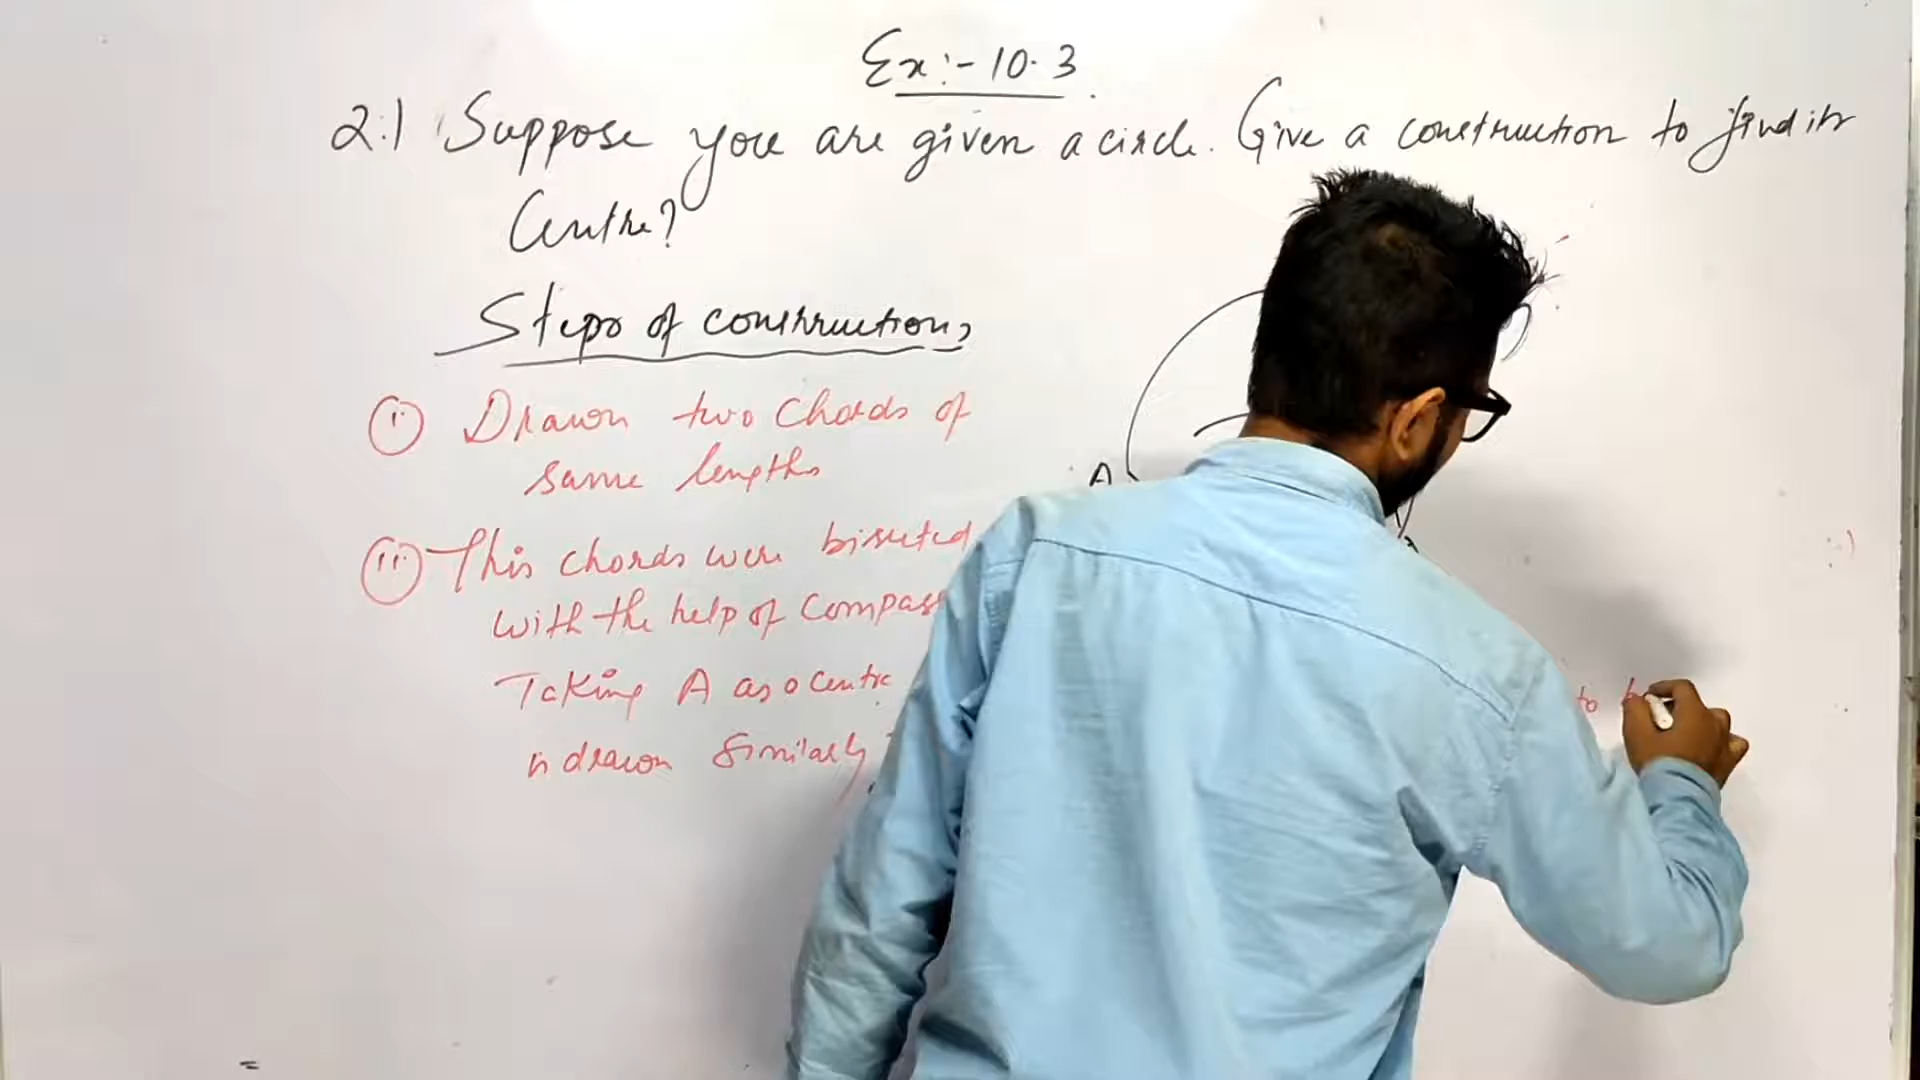 Ex:- 10.3
2.) Suppose you are given a circle. Give a construction to find its
Centre?
Steps of construction,
(i) Drawn two Chords of
same lengths
(ii) This chords were bisected
with the help of Compass
Taking A as a Centre
is drawn Similarly
A
to